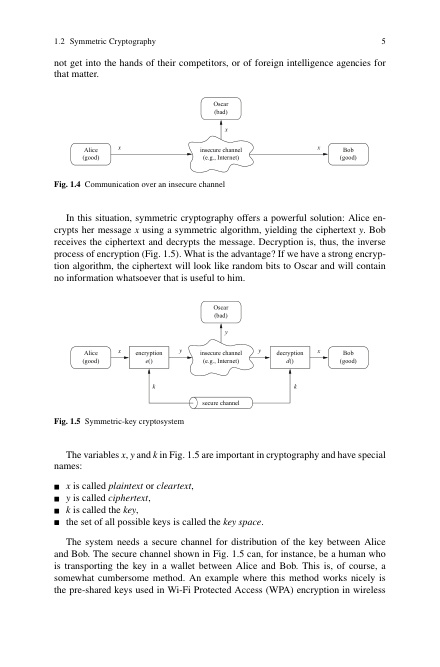 1.2 Symmetric Cryptography 5
not get into the hands of their competitors, or of foreign intelligence agencies for
that matter.
Oscar
(bad)
x
Alice
(good)
x
insecure channel
(e.g., Internet)
x
Bob
(good)
Fig. 1.4 Communication over an insecure channel
In this situation, symmetric cryptography offers a powerful solution: Alice en-
crypts her message x using a symmetric algorithm, yielding the ciphertext y. Bob
receives the ciphertext and decrypts the message. Decryption is, thus, the inverse
process of encryption (Fig. 1.5). What is the advantage? If we have a strong encryp-
tion algorithm, the ciphertext will look like random bits to Oscar and will contain
no information whatsoever that is useful to him.
Oscar
(bad)
y
Alice
(good)
x
encryption
e()
y
insecure channel
(e.g., Internet)
y
decryption
d()
x
Bob
(good)
k
k
secure channel
Fig. 1.5 Symmetric-key cryptosystem
The variables x, y and k in Fig. 1.5 are important in cryptography and have special
names:
■ x is called plaintext or cleartext,
■ y is called ciphertext,
■ k is called the key,
■ the set of all possible keys is called the key space.
The system needs a secure channel for distribution of the key between Alice
and Bob. The secure channel shown in Fig. 1.5 can, for instance, be a human who
is transporting the key in a wallet between Alice and Bob. This is, of course, a
somewhat cumbersome method. An example where this method works nicely is
the pre-shared keys used in Wi-Fi Protected Access (WPA) encryption in wireless